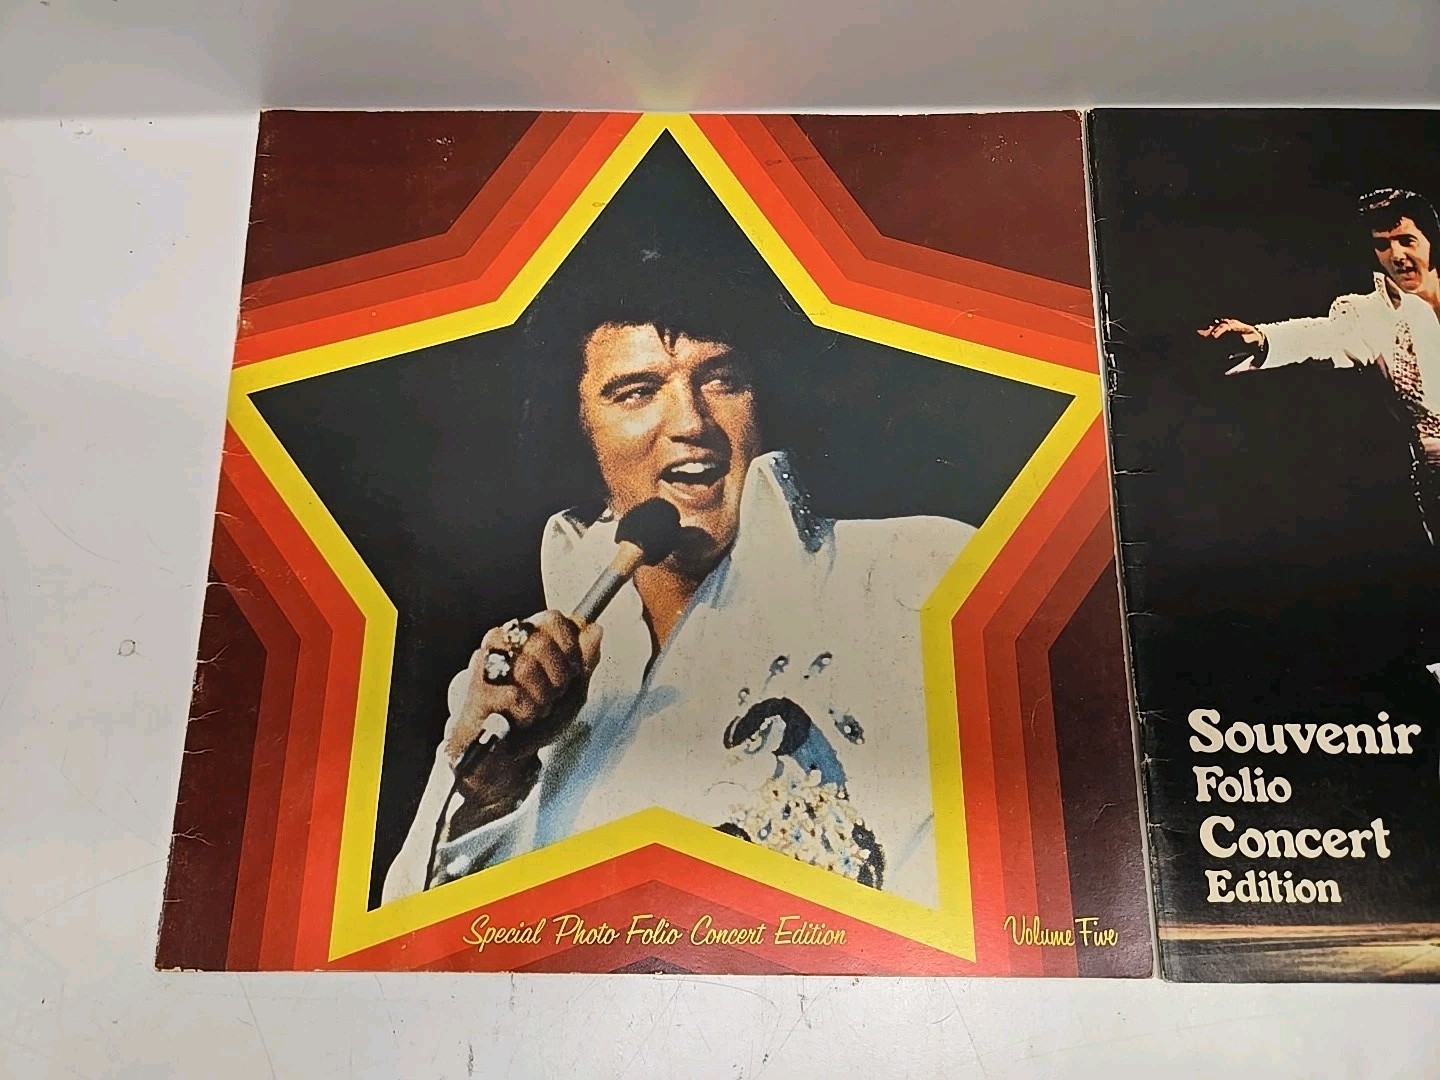 Special Photo Folio Concert Edition
Volume Five
Souvenir
Folio
Concert
Edition